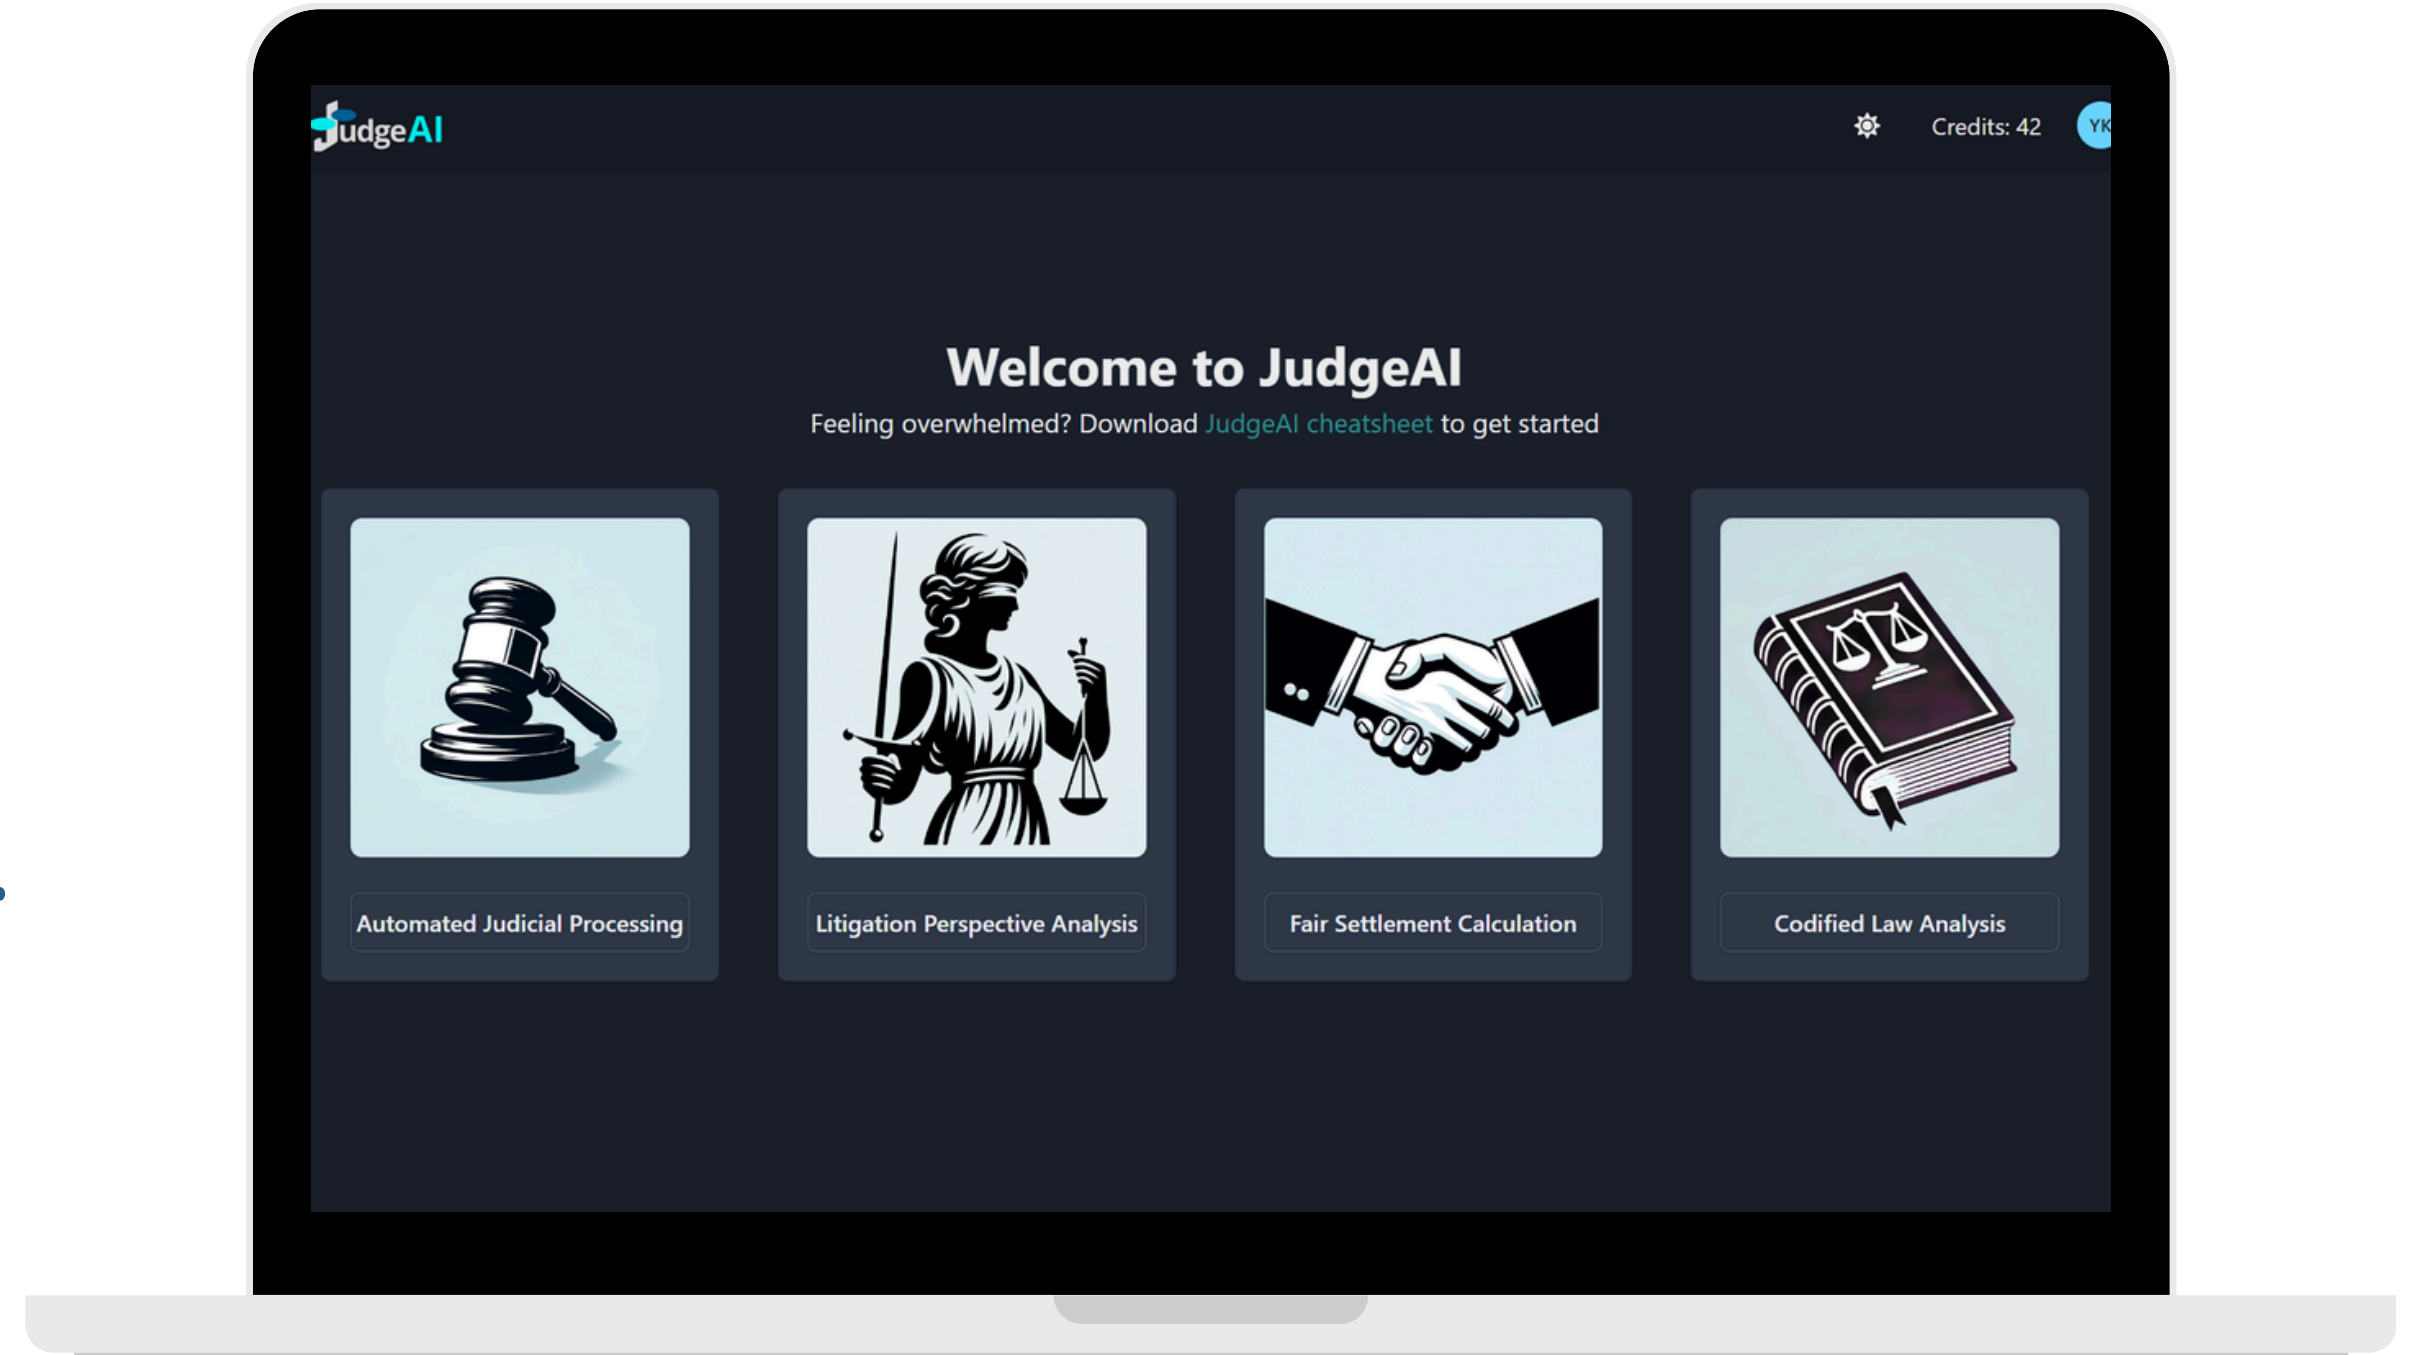 JudgeAI
Credits: 42
YK
Welcome to JudgeAI
Feeling overwhelmed? Download JudgeAI cheatsheet to get started
Automated Judicial Processing
Litigation Perspective Analysis
Fair Settlement Calculation
Codified Law Analysis